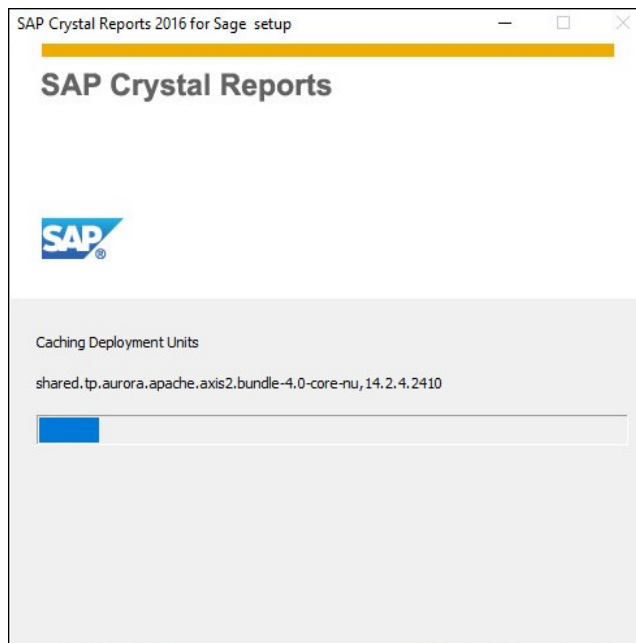 SAP Crystal Reports 2016 for Sage setup
SAP Crystal Reports
SAP®
Caching Deployment Units
shared.tp.aurora.apache.axis2.bundle-4.0-core-nu,14.2.4.2410